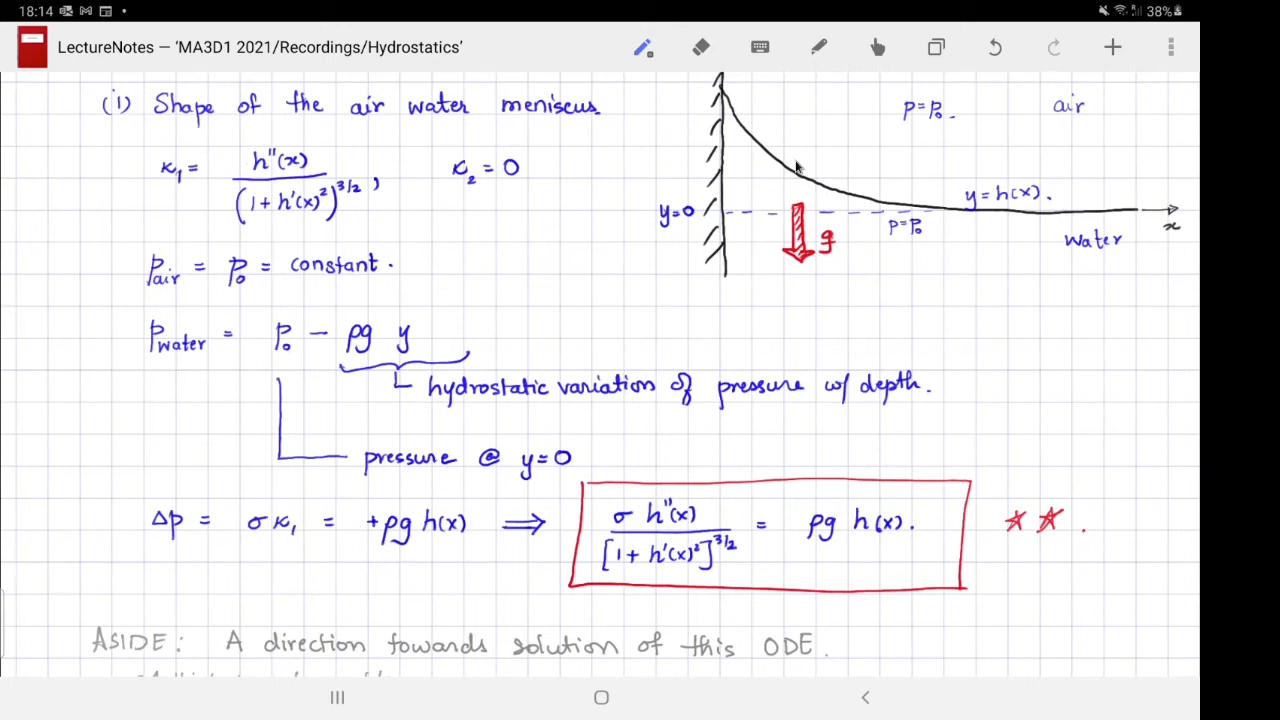 18:14
38%
LectureNotes — ‘MA3D1 2021/Recordings/Hydrostatics’
(i) Shape of the air water meniscus.
p=p₀. air
κ₁ = h''(x) / (1 + h'(x)²)^3/2, κ₂ = 0
y=0
y=h(x).
p=p₀
x
g
water
p_air = p₀ = constant.
p_water = p₀ − ρg y
hydrostatic variation of pressure w/ depth.
pressure @ y=0
Δp = σκ₁ = +ρg h(x) ⟹ σ h''(x) / [1 + h'(x)²]^3/2 = ρg h(x). ☆☆.
ASIDE: A direction towards solution of this ODE.